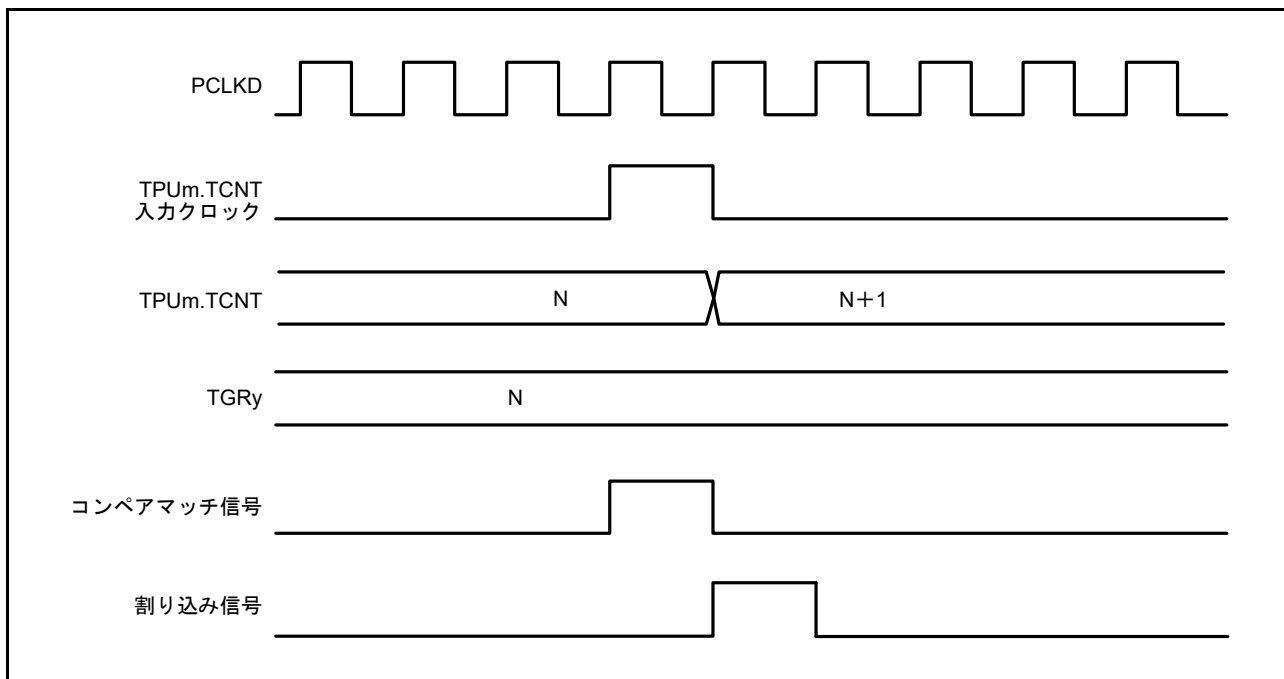 PCLKD
TPUm.TCNT
入力クロック
TPUm.TCNT
N
N＋1
TGRy
N
コンペアマッチ信号
割り込み信号